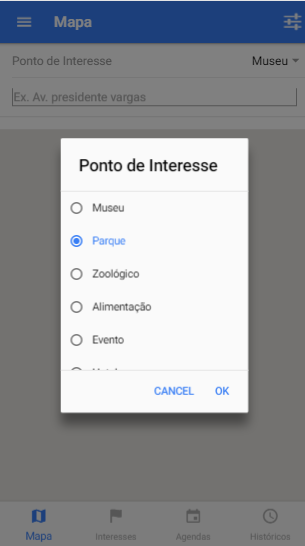 Mapa
Ponto de Interesse Museu
Ex. Av. presidente vargas
Ponto de Interesse
Museu
Parque
Zoológico
Alimentação
Evento
CANCEL OK
Mapa Interesses Agendas Históricos